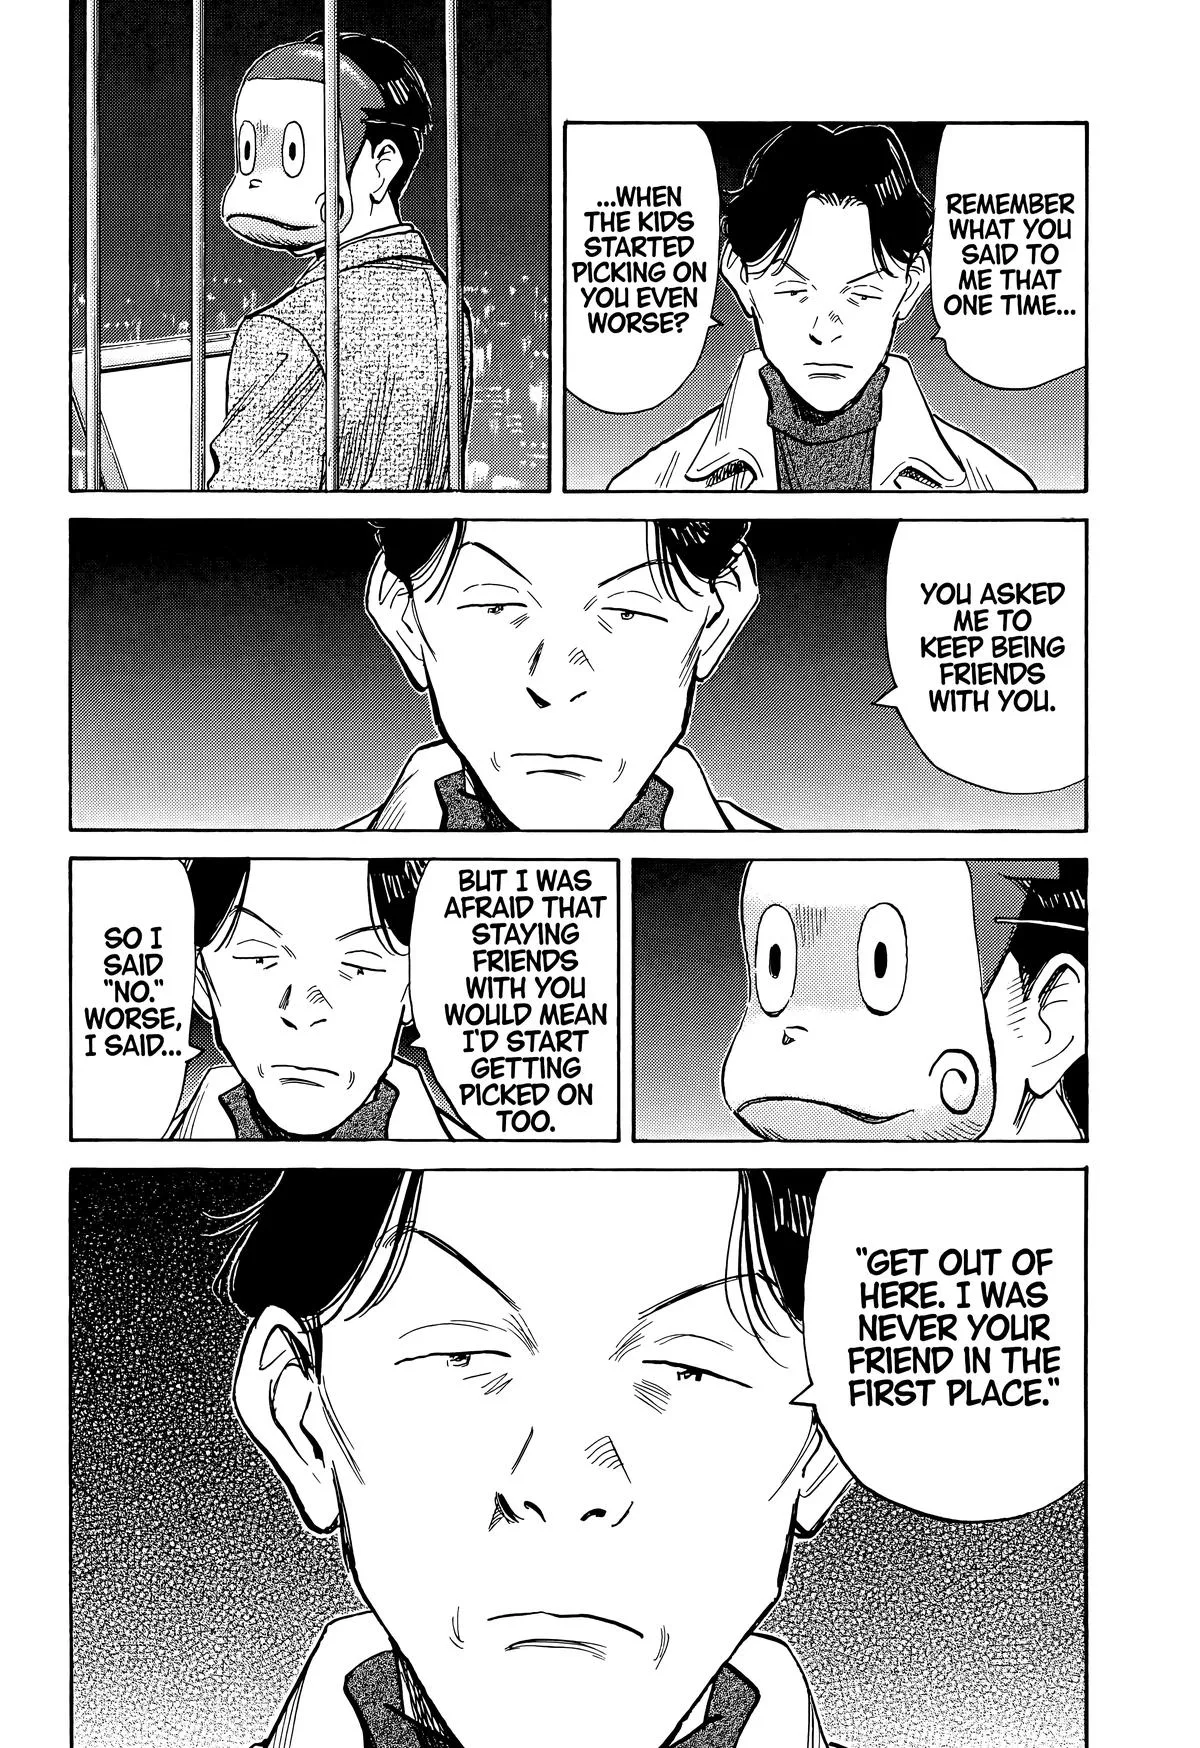 REMEMBER
WHAT YOU
SAID TO
ME THAT
ONE TIME...
...WHEN
THE KIDS
STARTED
PICKING ON
YOU EVEN
WORSE?
YOU ASKED
ME TO
KEEP BEING
FRIENDS
WITH YOU.
BUT I WAS
AFRAID THAT
STAYING
FRIENDS
WITH YOU
WOULD MEAN
I'D START
GETTING
PICKED ON
TOO.
SO I
SAID
"NO."
WORSE,
I SAID...
"GET OUT OF
HERE. I WAS
NEVER YOUR
FRIEND IN THE
FIRST PLACE."